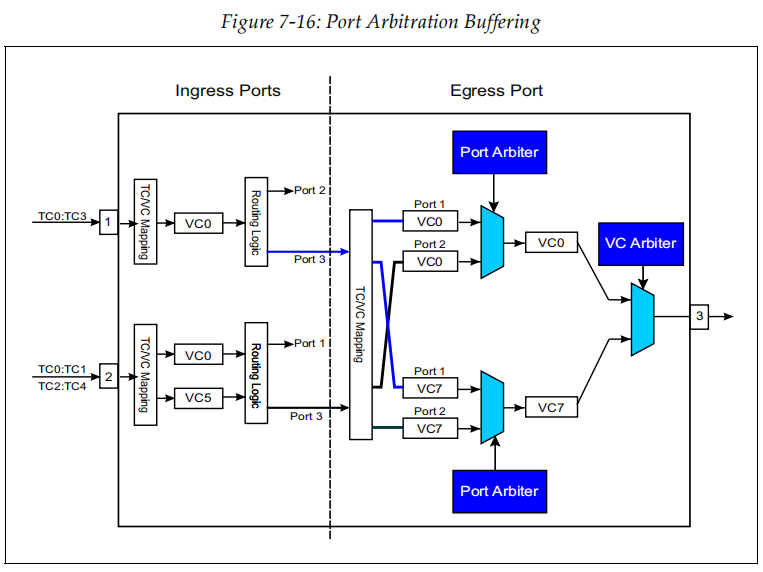 Figure 7-16: Port Arbitration Buffering
Ingress Ports
Egress Port
Port Arbiter
TC0:TC3
1
TC/VC Mapping
VC0
Routing Logic
Port 2
Port 3
TC0:TC1
TC2:TC4
2
TC/VC Mapping
VC0
VC5
Routing Logic
Port 1
Port 3
TC/VC Mapping
Port 1
VC0
Port 2
VC0
VC0
Port 1
VC7
Port 2
VC7
VC7
Port Arbiter
VC Arbiter
3